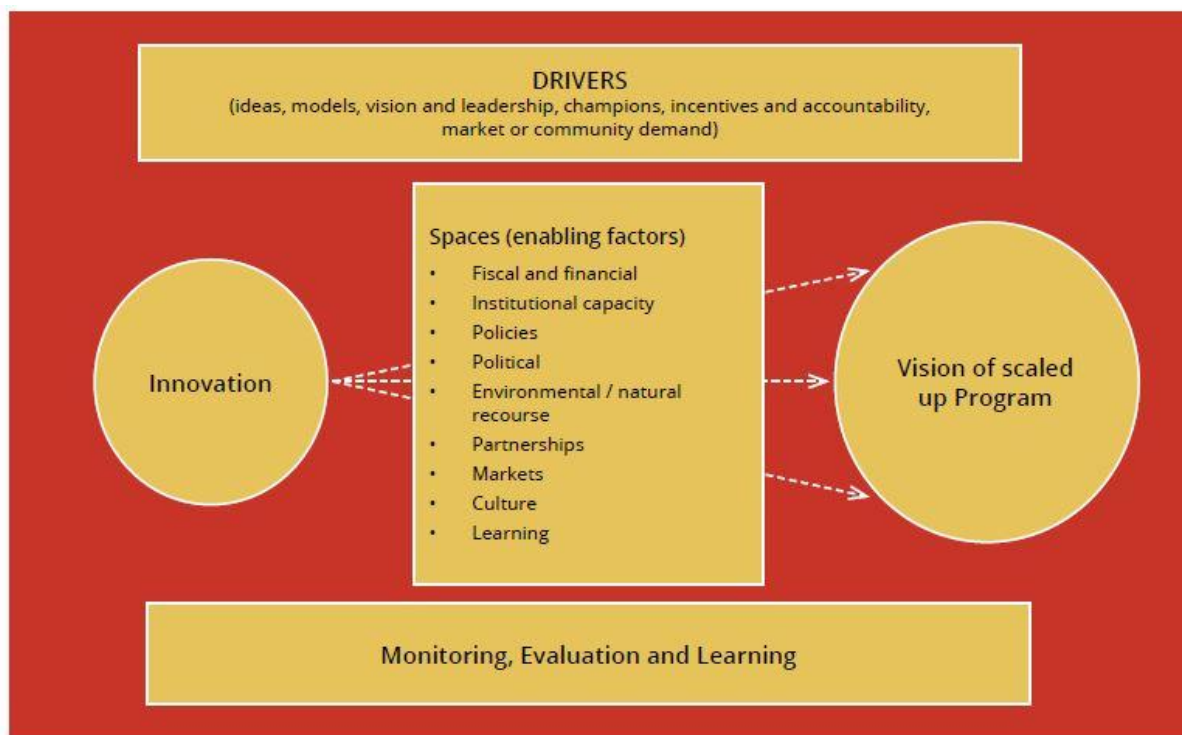 DRIVERS
(ideas, models, vision and leadership, champions, incentives and accountability,
market or community demand)
Spaces (enabling factors)
• Fiscal and financial
• Institutional capacity
• Policies
• Political
• Environmental / natural
recourse
• Partnerships
• Markets
• Culture
• Learning
Innovation
Vision of scaled
up Program
Monitoring, Evaluation and Learning